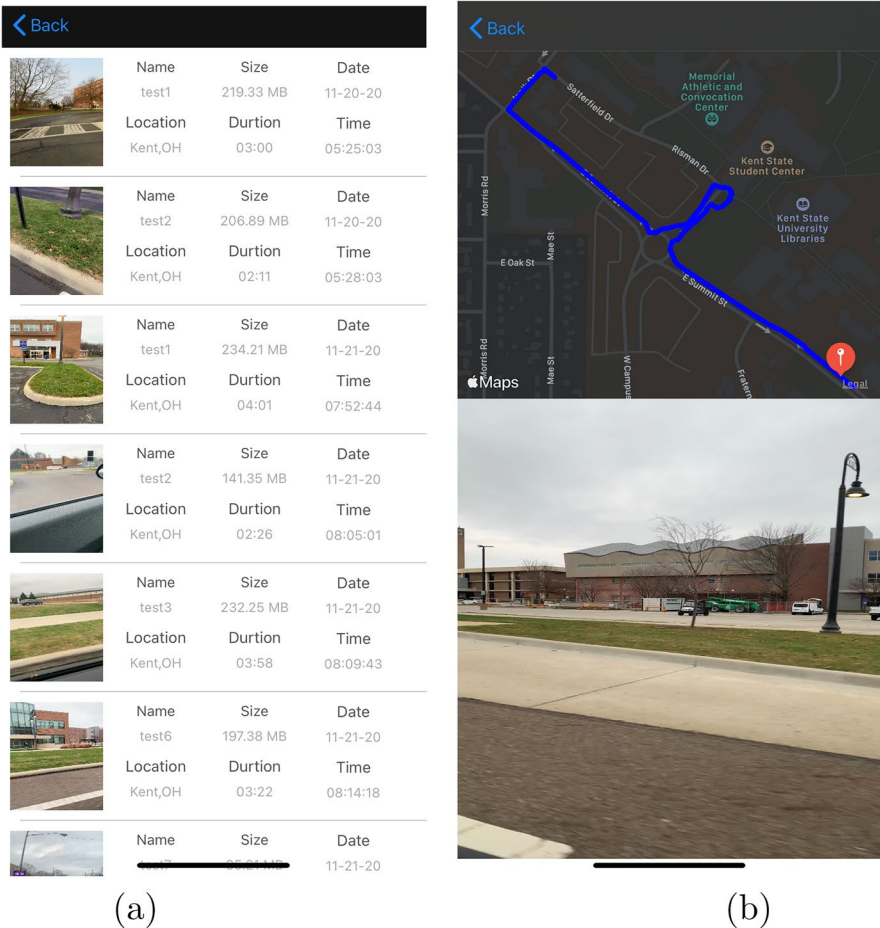 Back
Name Size Date
test1 219.33 MB 11-20-20
Location Durtion Time
Kent,OH 03:00 05:25:03
Name Size Date
test2 206.89 MB 11-20-20
Location Durtion Time
Kent,OH 02:11 05:28:03
Name Size Date
test1 234.21 MB 11-21-20
Location Durtion Time
Kent,OH 04:01 07:52:44
Name Size Date
test2 141.35 MB 11-21-20
Location Durtion Time
Kent,OH 02:26 08:05:01
Name Size Date
test3 232.25 MB 11-21-20
Location Durtion Time
Kent,OH 03:58 08:09:43
Name Size Date
test6 197.38 MB 11-21-20
Location Durtion Time
Kent,OH 03:22 08:14:18
Name Size Date
11-21-20
(a)
Back
Memorial
Athletic and
Convocation
Center
Satterfield Dr
Risman Dr
Kent State
Student Center
Kent State
University
Libraries
Morris Rd
Mae St
E Oak St
E Summit St
Morris Rd
Mae St
W Campus
Fratern
Maps
Legal
(b)